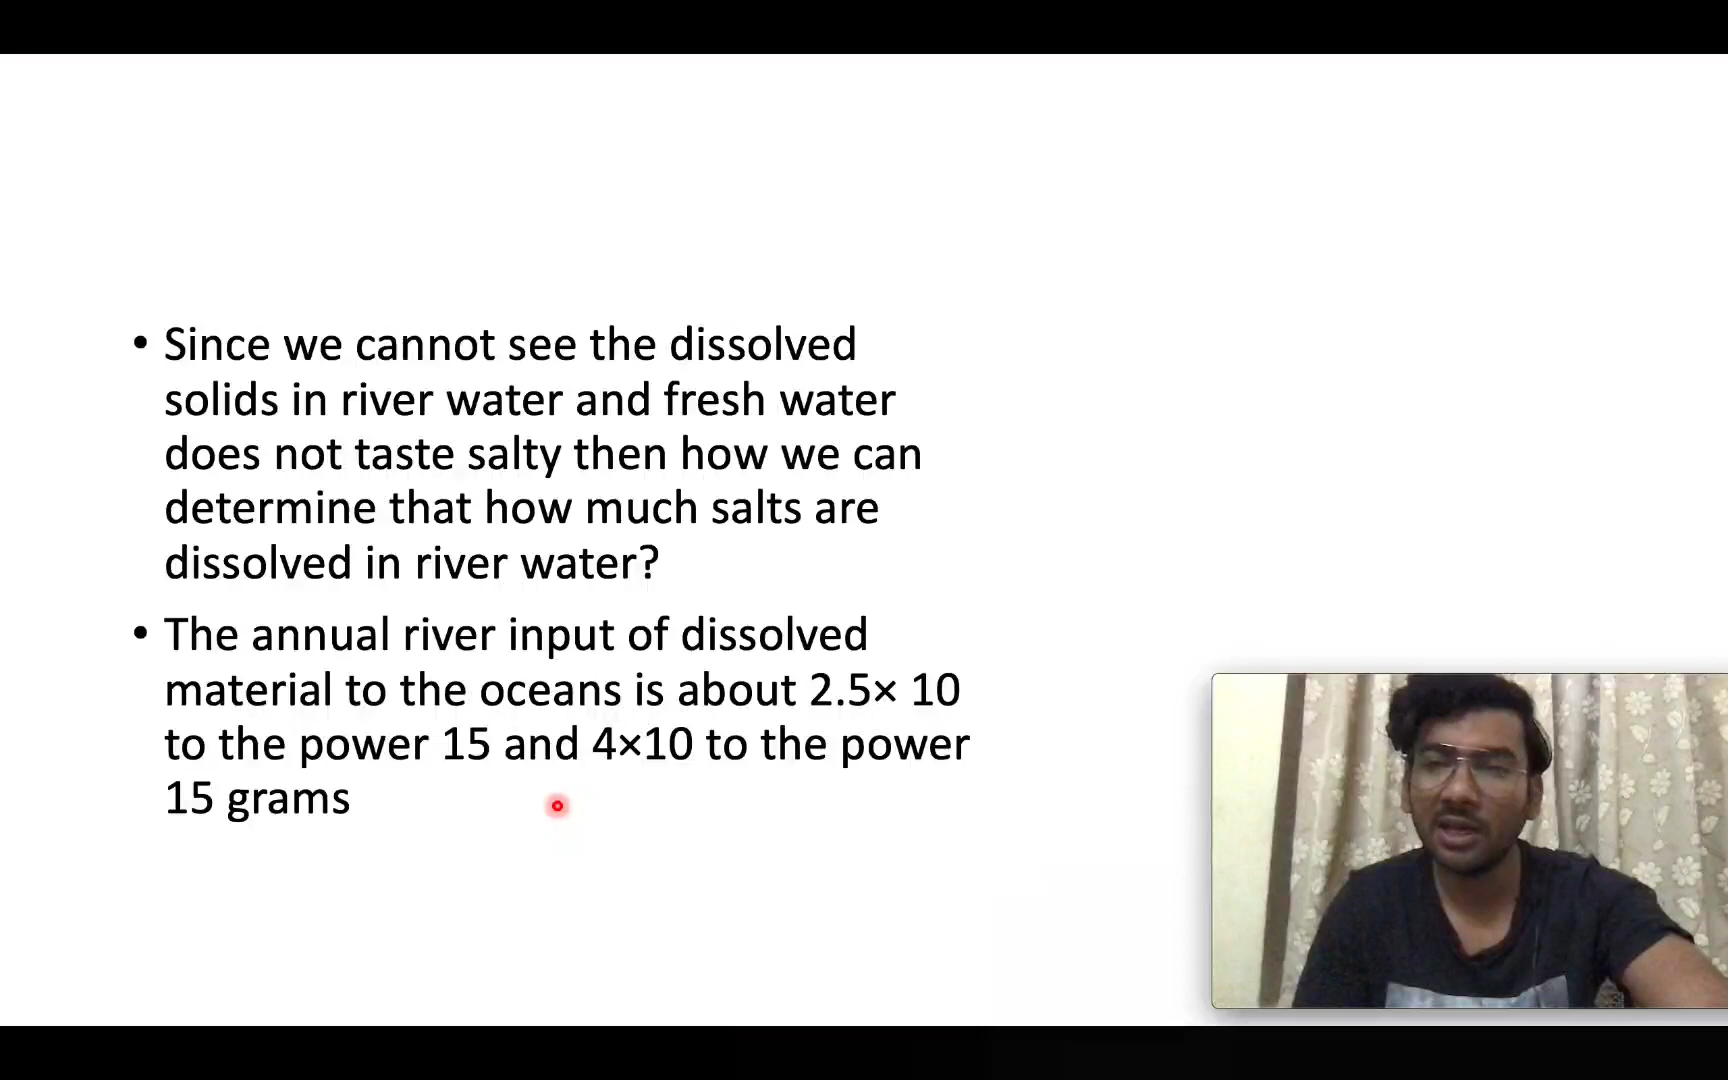 • Since we cannot see the dissolved
solids in river water and fresh water
does not taste salty then how we can
determine that how much salts are
dissolved in river water?
• The annual river input of dissolved
material to the oceans is about 2.5× 10
to the power 15 and 4×10 to the power
15 grams